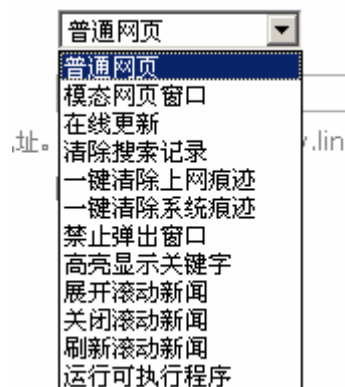 普通网页
普通网页
模态网页窗口
在线更新
址。
.lin
清除搜索记录
一键清除上网痕迹
一键清除系统痕迹
禁止弹出窗口
高亮显示关键字
展开滚动新闻
关闭滚动新闻
刷新滚动新闻
运行可执行程序